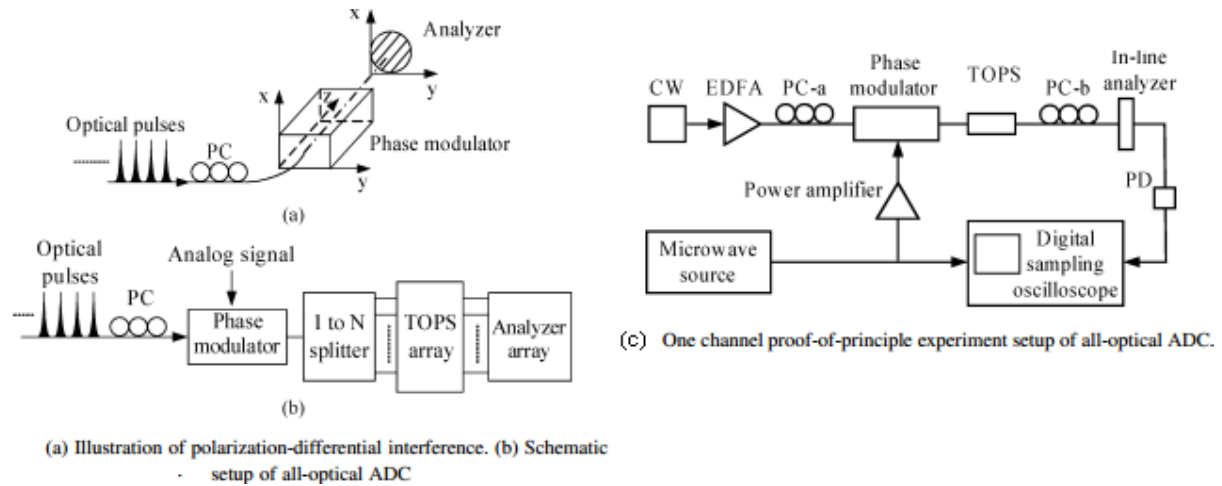 x
Analyzer
y
x
z
Optical pulses
PC
Phase modulator
y
(a)
Optical
pulses
Analog signal
PC
Phase
modulator
1 to N
splitter
TOPS
array
Analyzer
array
(b)
(a) Illustration of polarization-differential interference. (b) Schematic
setup of all-optical ADC
CW
EDFA
PC-a
Phase
modulator
TOPS
PC-b
In-line
analyzer
Power amplifier
PD
Microwave
source
Digital
sampling
oscilloscope
(c) One channel proof-of-principle experiment setup of all-optical ADC.